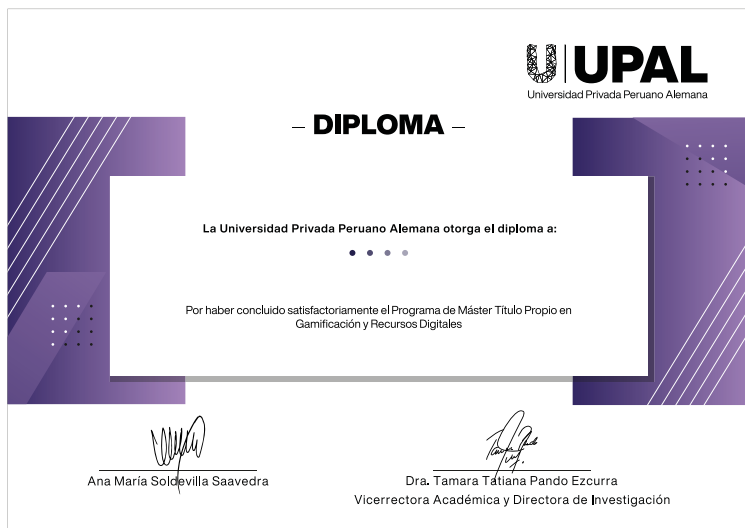 UPAL
Universidad Privada Peruano Alemana
– DIPLOMA –
La Universidad Privada Peruano Alemana otorga el diploma a:
Por haber concluido satisfactoriamente el Programa de Máster Título Propio en
Gamificación y Recursos Digitales
Ana María Soldevilla Saavedra
Dra. Tamara Tatiana Pando Ezcurra
Vicerrectora Académica y Directora de Investigación